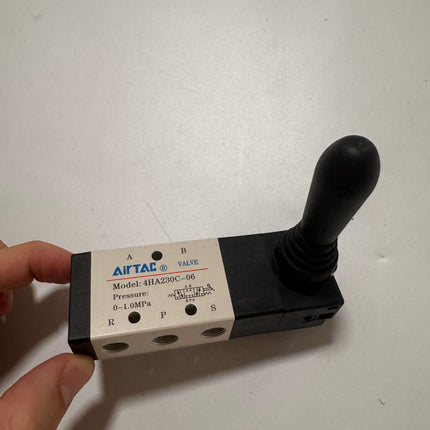 A B
AirTAC ® VALVE
Model: 4HA230C-06
Pressure:
0~1.0MPa
R P S